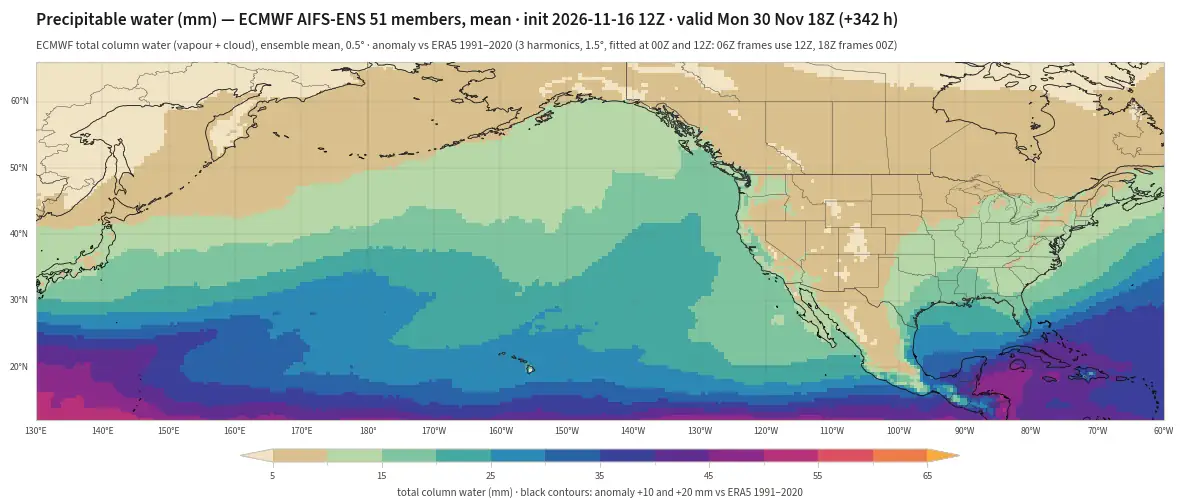 Precipitable water (mm) — ECMWF AIFS-ENS 51 members, mean · init 2026-11-16 12Z · valid Mon 30 Nov 18Z (+342 h)
ECMWF total column water (vapour + cloud), ensemble mean, 0.5° · anomaly vs ERA5 1991–2020 (3 harmonics, 1.5°, fitted at 00Z and 12Z: 06Z frames use 12Z, 18Z frames 00Z)
60°N
50°N
40°N
30°N
20°N
130°E 140°E 150°E 160°E 170°E 180° 170°W 160°W 150°W 140°W 130°W 120°W 110°W 100°W 90°W 80°W 70°W 60°W
5 15 25 35 45 55 65
total column water (mm) · black contours: anomaly +10 and +20 mm vs ERA5 1991–2020